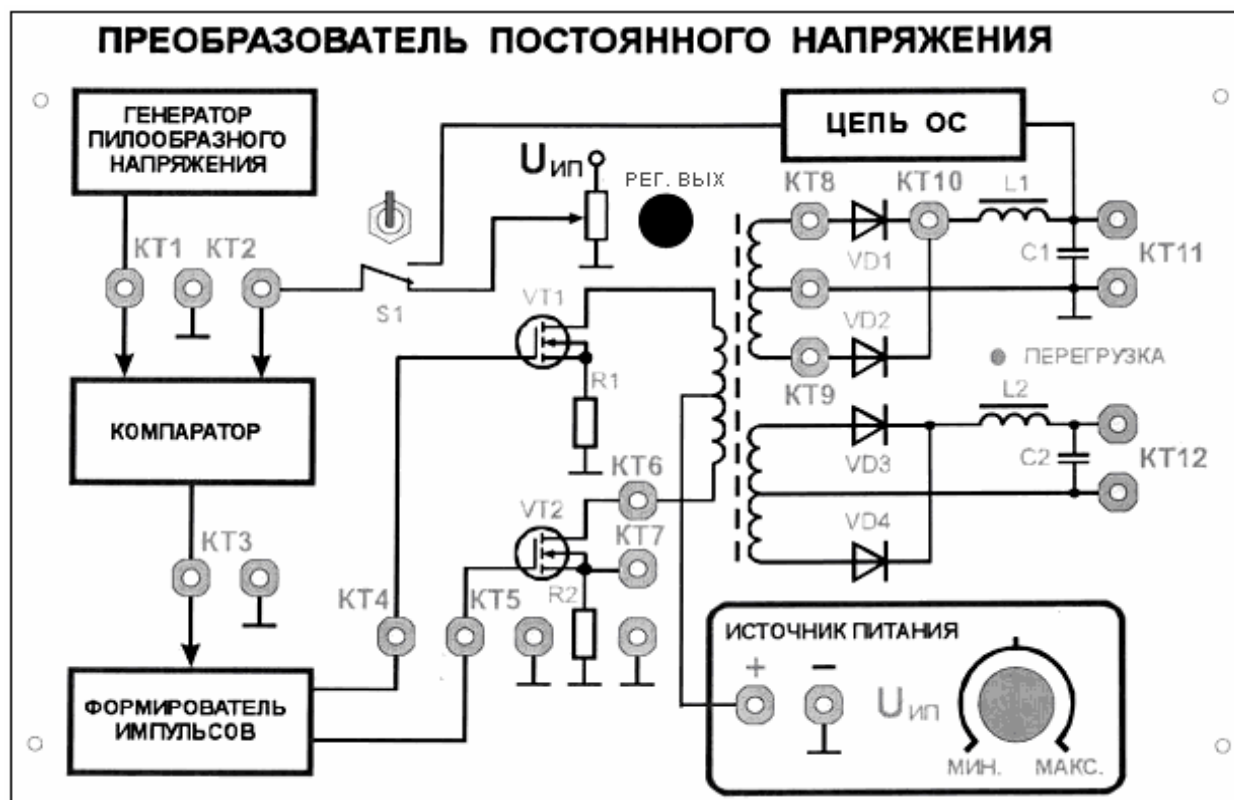 ПРЕОБРАЗОВАТЕЛЬ ПОСТОЯННОГО НАПРЯЖЕНИЯ
ГЕНЕРАТОР
ПИЛООБРАЗНОГО
НАПРЯЖЕНИЯ
ЦЕПЬ ОС
UИП
РЕГ. ВЫХ
КТ8
КТ10
L1
КТ1
КТ2
VD1
C1
КТ11
S1
VT1
VD2
ПЕРЕГРУЗКА
R1
КТ9
L2
КОМПАРАТОР
VD3
C2
КТ12
КТ6
VT2
КТ7
VD4
КТ3
R2
КТ4
КТ5
ИСТОЧНИК ПИТАНИЯ
+ −
UИП
ФОРМИРОВАТЕЛЬ
ИМПУЛЬСОВ
МИН.
МАКС.